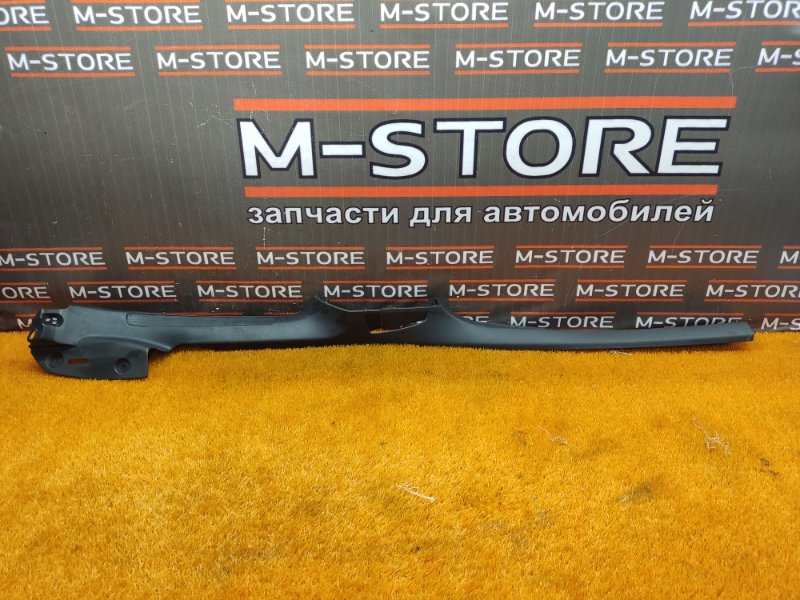 M-STORE M-STORE M-STORE M-STORE M-STORE
M-STORE M-STORE M-STORE M-STORE M-STORE M-STORE
M-STORE
запчасти для автомобилей
M-STORE M-STORE M-STORE M-STORE M-STORE M-STORE
M-STORE M-STORE M-STORE M-STORE M-STORE M-STORE M-STORE
M-STORE M-STORE